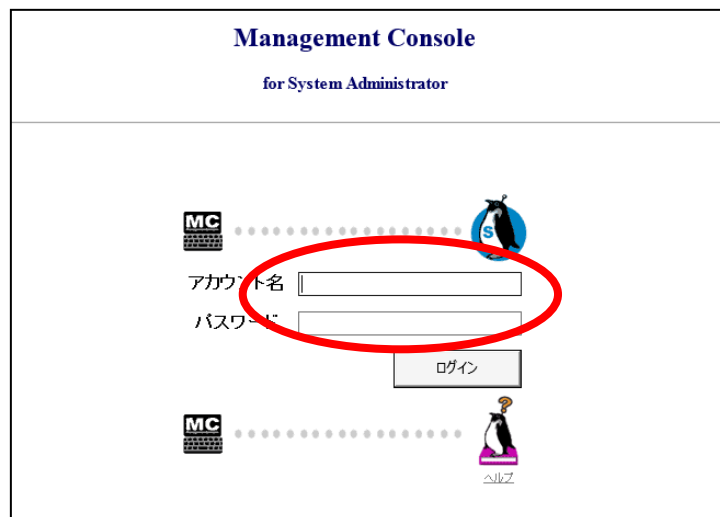 Management Console
for System Administrator
MC
S
アカウント名
パスワード
ログイン
MC
?
ヘルプ